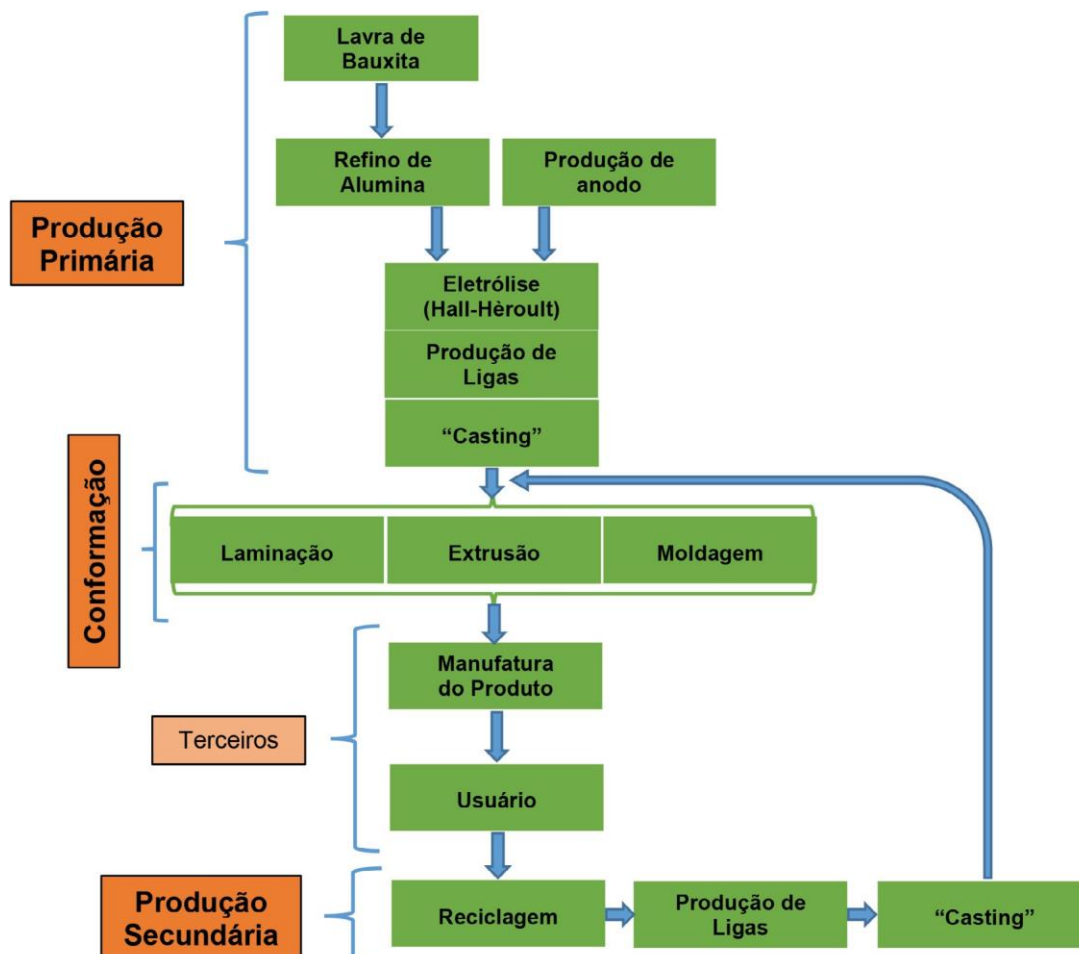 Lavra de
Bauxita
Refino de
Alumina
Produção de
anodo
Produção
Primária
Eletrólise
(Hall-Hèroult)
Produção de
Ligas
“Casting”
Conformação
Laminação
Extrusão
Moldagem
Manufatura
do Produto
Terceiros
Usuário
Produção
Secundária
Reciclagem
Produção de
Ligas
“Casting”